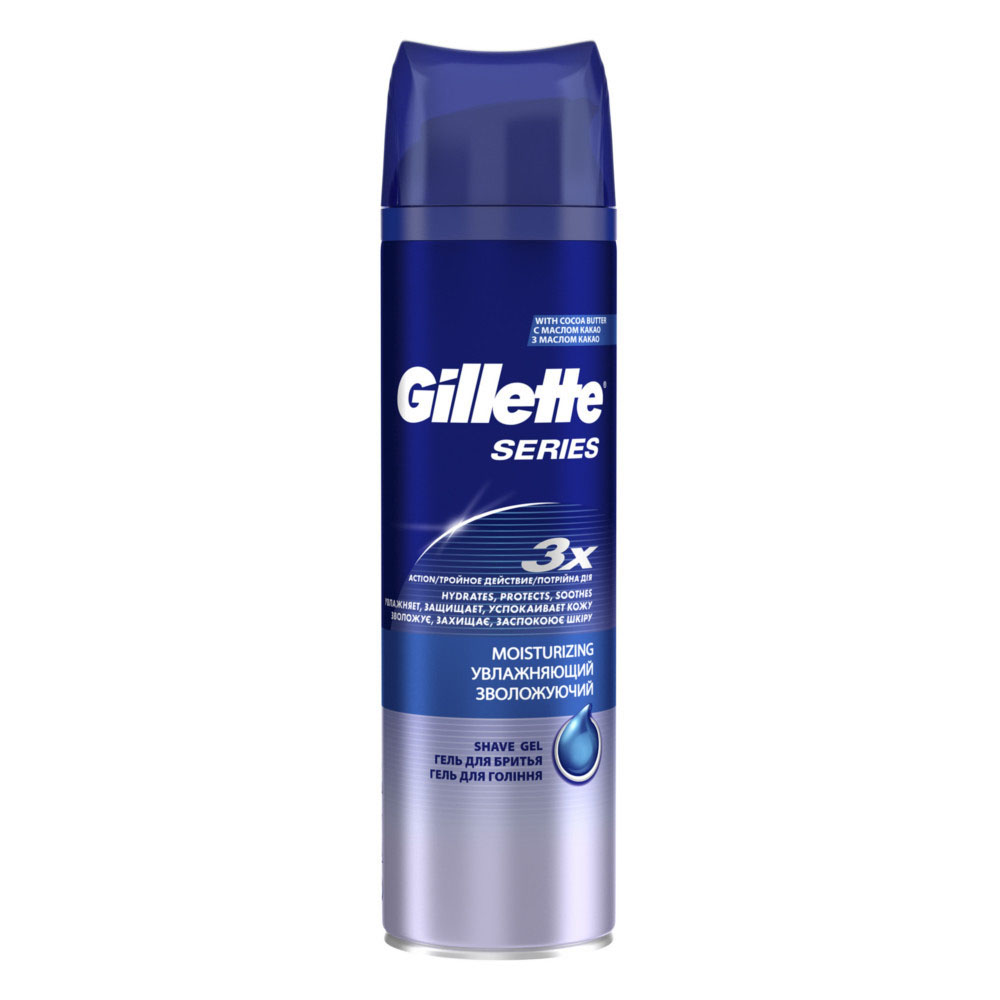 WITH COCOA BUTTER
С МАСЛОМ КАКАО
З МАСЛОМ КАКАО
Gillette®
SERIES
3x
ACTION/ТРОЙНОЕ ДЕЙСТВИЕ/ПОТРІЙНА ДІЯ
HYDRATES, PROTECTS, SOOTHES
УВЛАЖНЯЕТ, ЗАЩИЩАЕТ, УСПОКАИВАЕТ КОЖУ
ЗВОЛОЖУЄ, ЗАХИЩАЄ, ЗАСПОКОЮЄ ШКІРУ
MOISTURIZING
УВЛАЖНЯЮЩИЙ
ЗВОЛОЖУЮЧИЙ
SHAVE GEL
ГЕЛЬ ДЛЯ БРИТЬЯ
ГЕЛЬ ДЛЯ ГОЛІННЯ